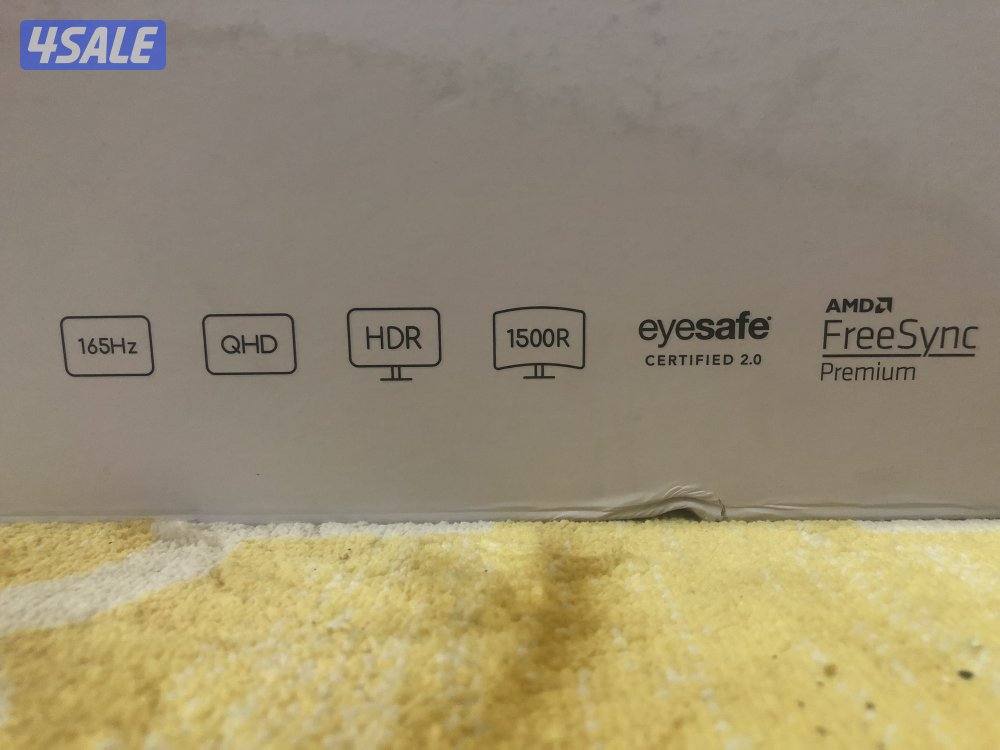 4SALE
165Hz
QHD
HDR
1500R
eyesafe
CERTIFIED 2.0
AMD
FreeSync
Premium